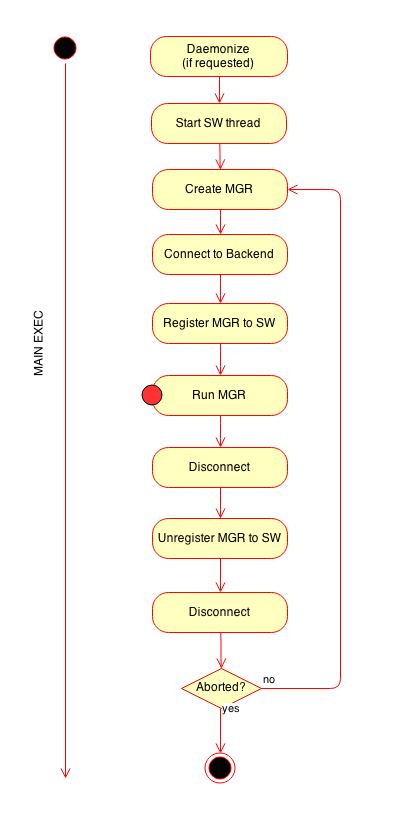 Daemonize
(if requested)
Start SW thread
Create MGR
Connect to Backend
MAIN EXEC
Register MGR to SW
Run MGR
Disconnect
Unregister MGR to SW
Disconnect
Aborted?
no
yes